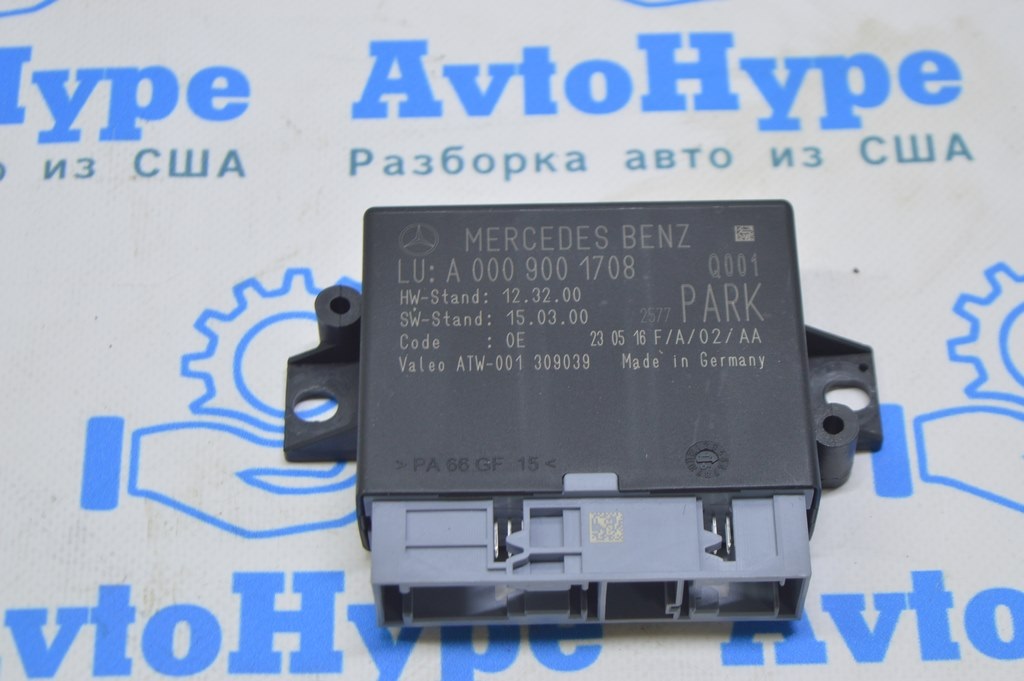 Hype AvtoHype
о из США Разборка авто из США
MERCEDES BENZ
LU: A 000 900 1708 Q001
HW-Stand: 12.32.00
2577 PARK
SW-Stand: 15.03.00
Code : 0E 23 05 16 F/A/02/AA
Valeo ATW-001 309039 Made in Germany
> PA 66 GF 15 <
AvtoHype AvtoHype